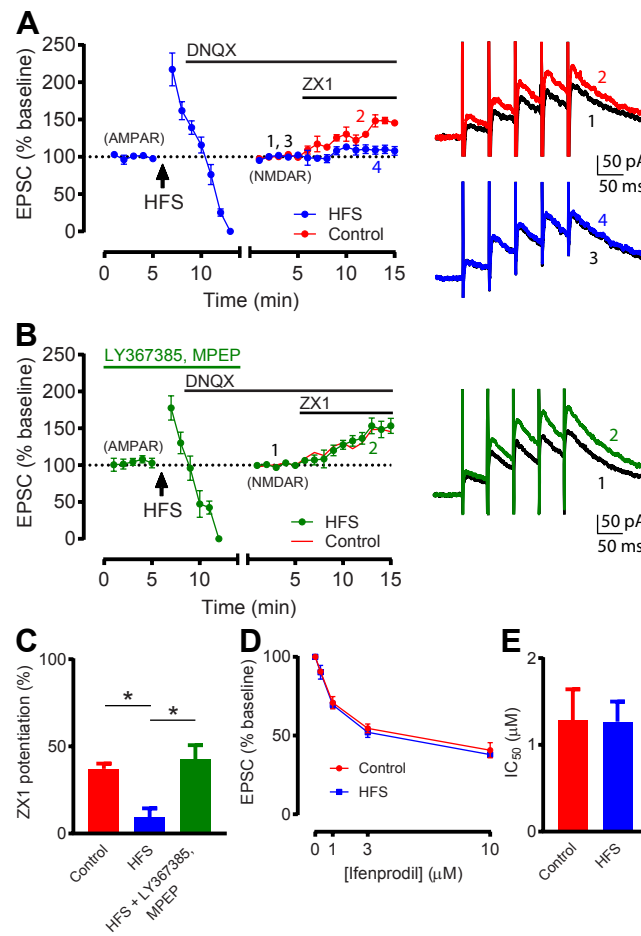 A
EPSC (% baseline)
250
200
150
100
50
0
DNQX
ZX1
(AMPAR)
HFS
1, 3
(NMDAR)
2
4
HFS
Control
0 5 10 0 5 10 15
Time (min)
2
1
50 pA
50 ms
4
3
B
EPSC (% baseline)
250
200
150
100
50
0
LY367385, MPEP
DNQX
ZX1
(AMPAR)
HFS
1
(NMDAR)
2
HFS
Control
0 5 10 0 5 10 15
Time (min)
2
1
50 pA
50 ms
C
ZX1 potentiation (%)
100
50
0
*
*
Control
HFS
HFS + LY367385,
MPEP
D
EPSC (% baseline)
100
50
0
Control
HFS
0 1 3 10
[Ifenprodil] (μM)
E
IC50 (μM)
2
1
0
Control
HFS